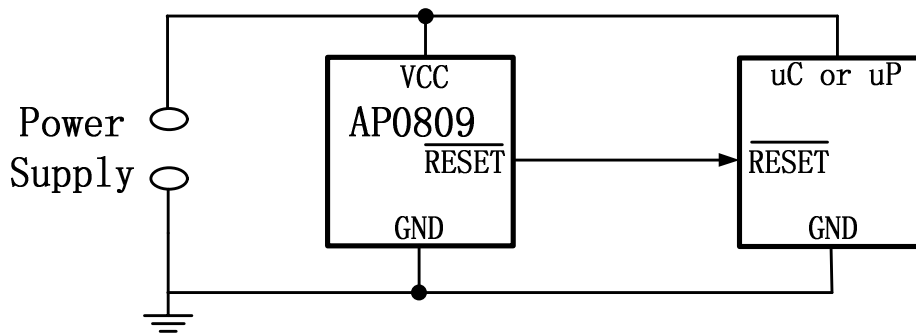 Power
Supply
VCC
AP0809
RESET
GND
uC or uP
RESET
GND